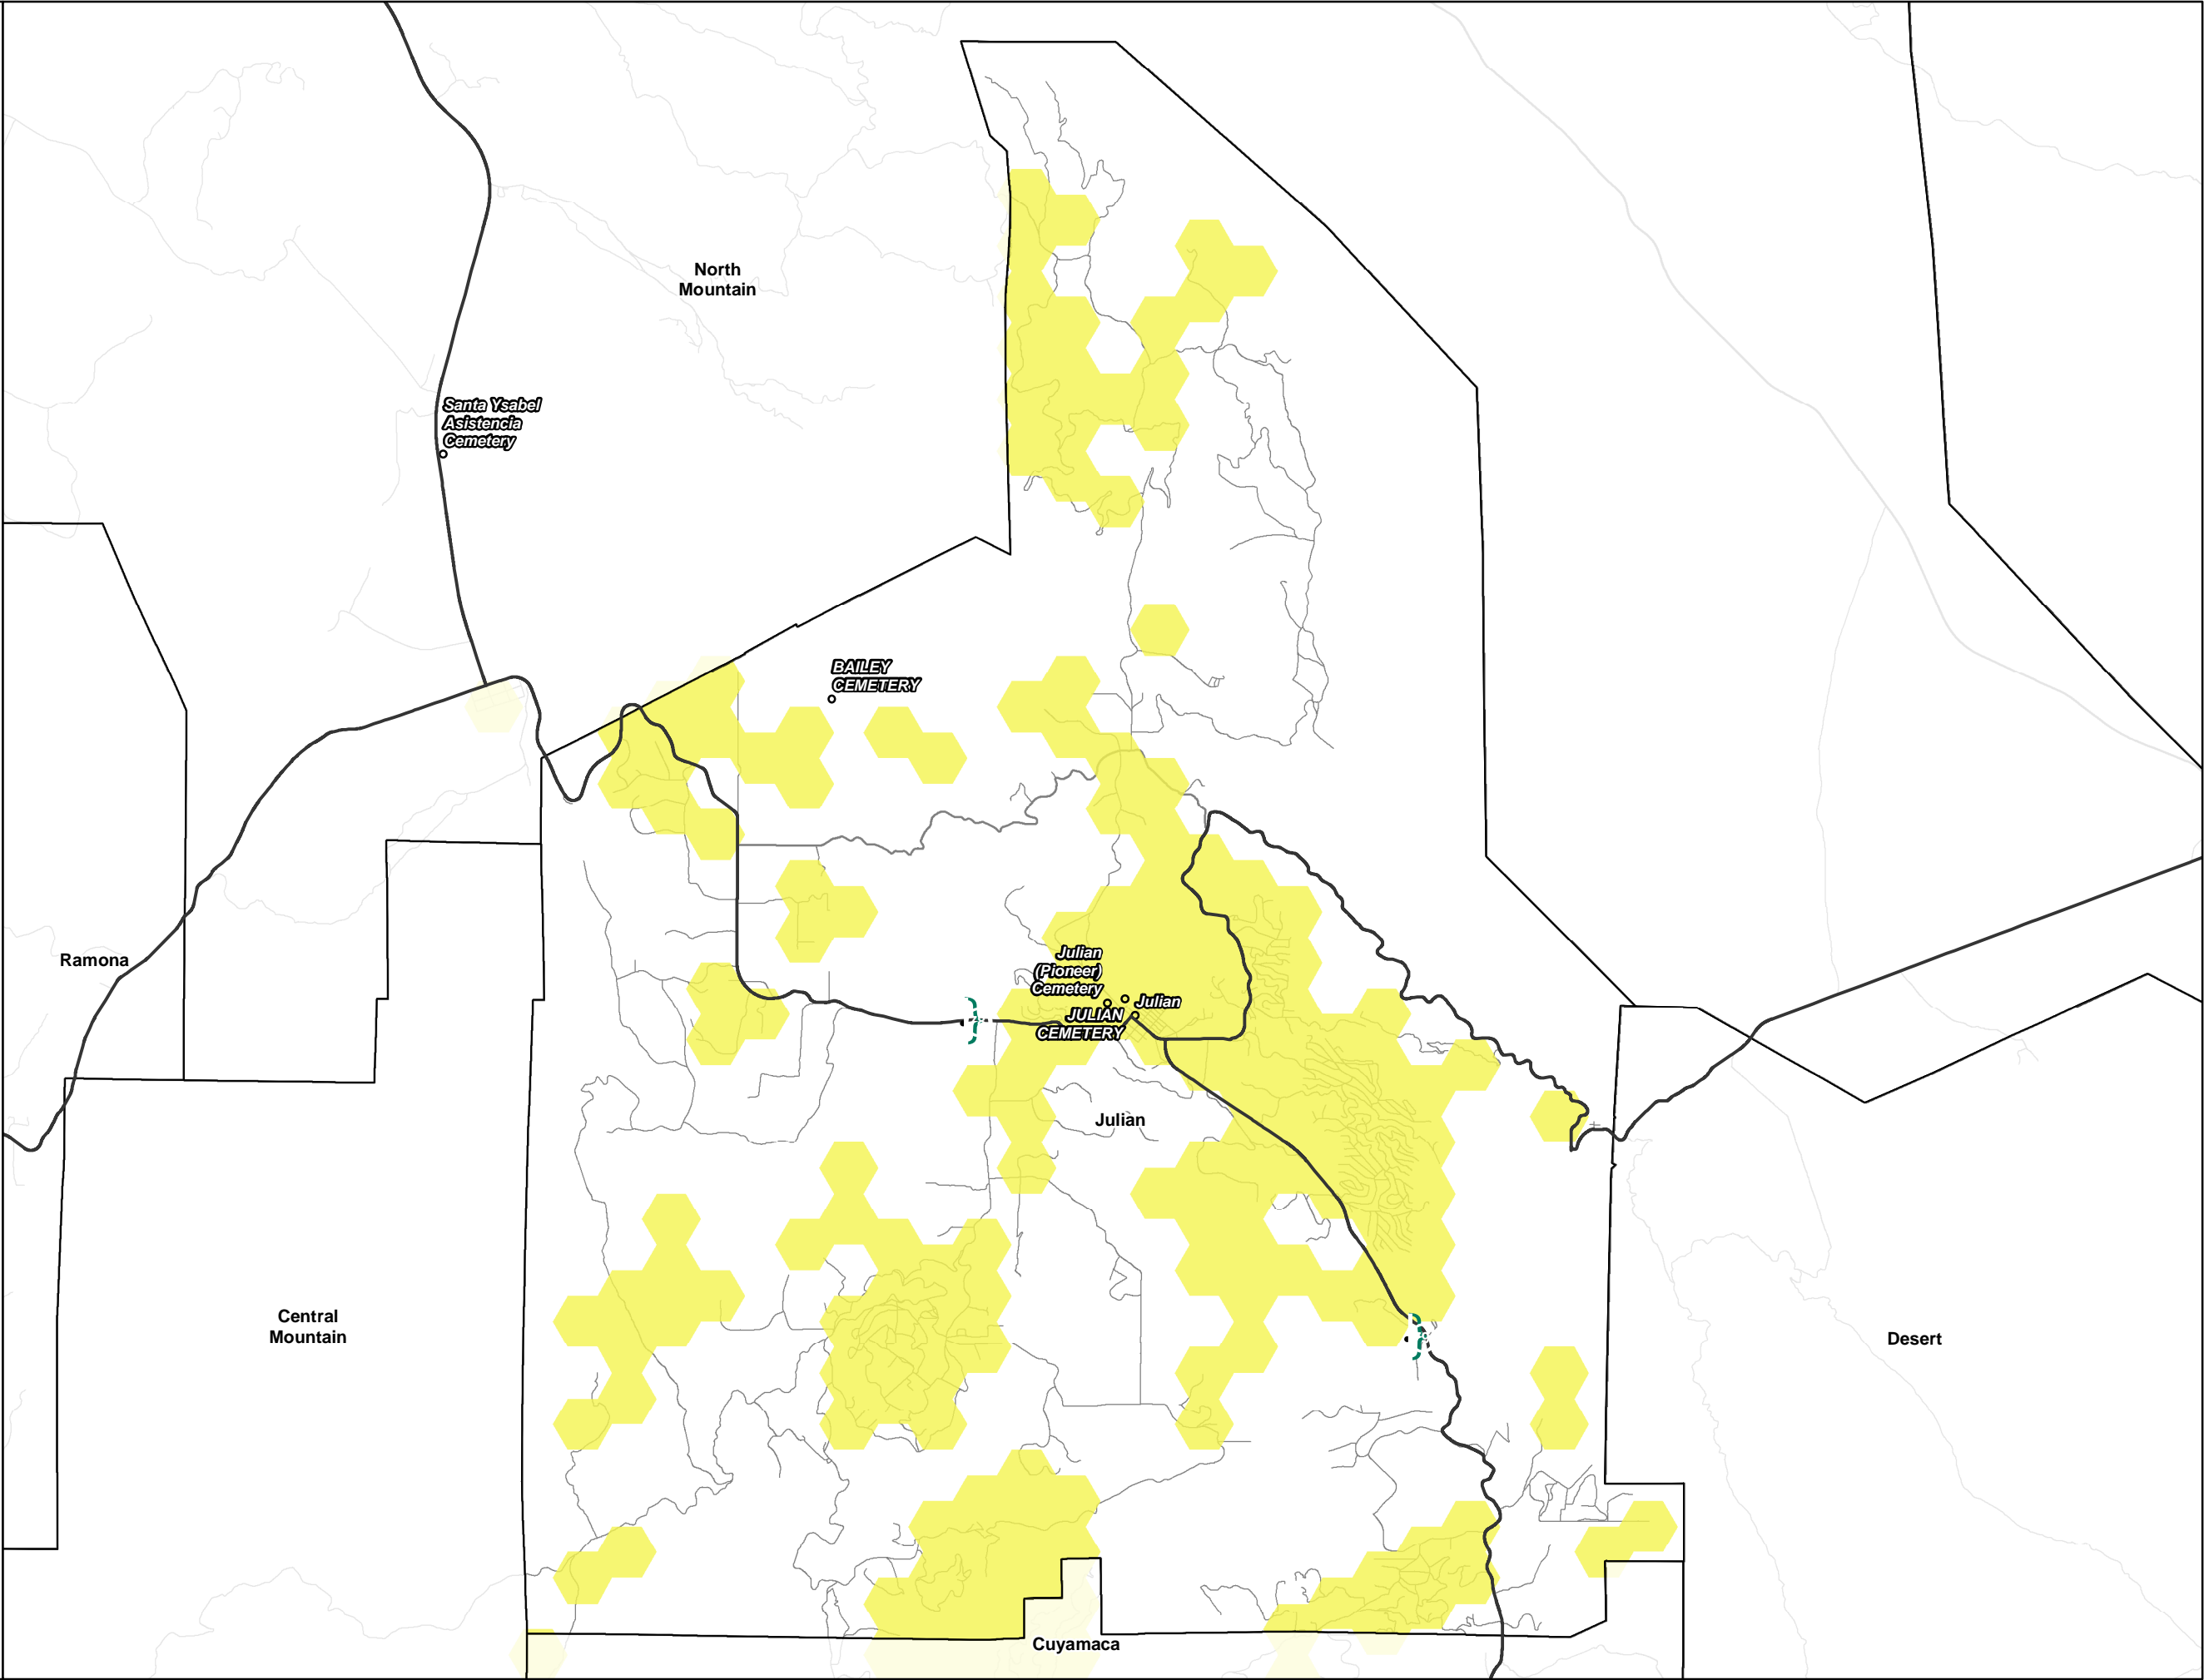 North
Mountain
Santa Ysabel
Asistencia
Cemetery
BAILEY
CEMETERY
Ramona
Julian
(Pioneer)
Cemetery
Julian
JULIAN
CEMETERY
Julian
Central
Mountain
Desert
Cuyamaca